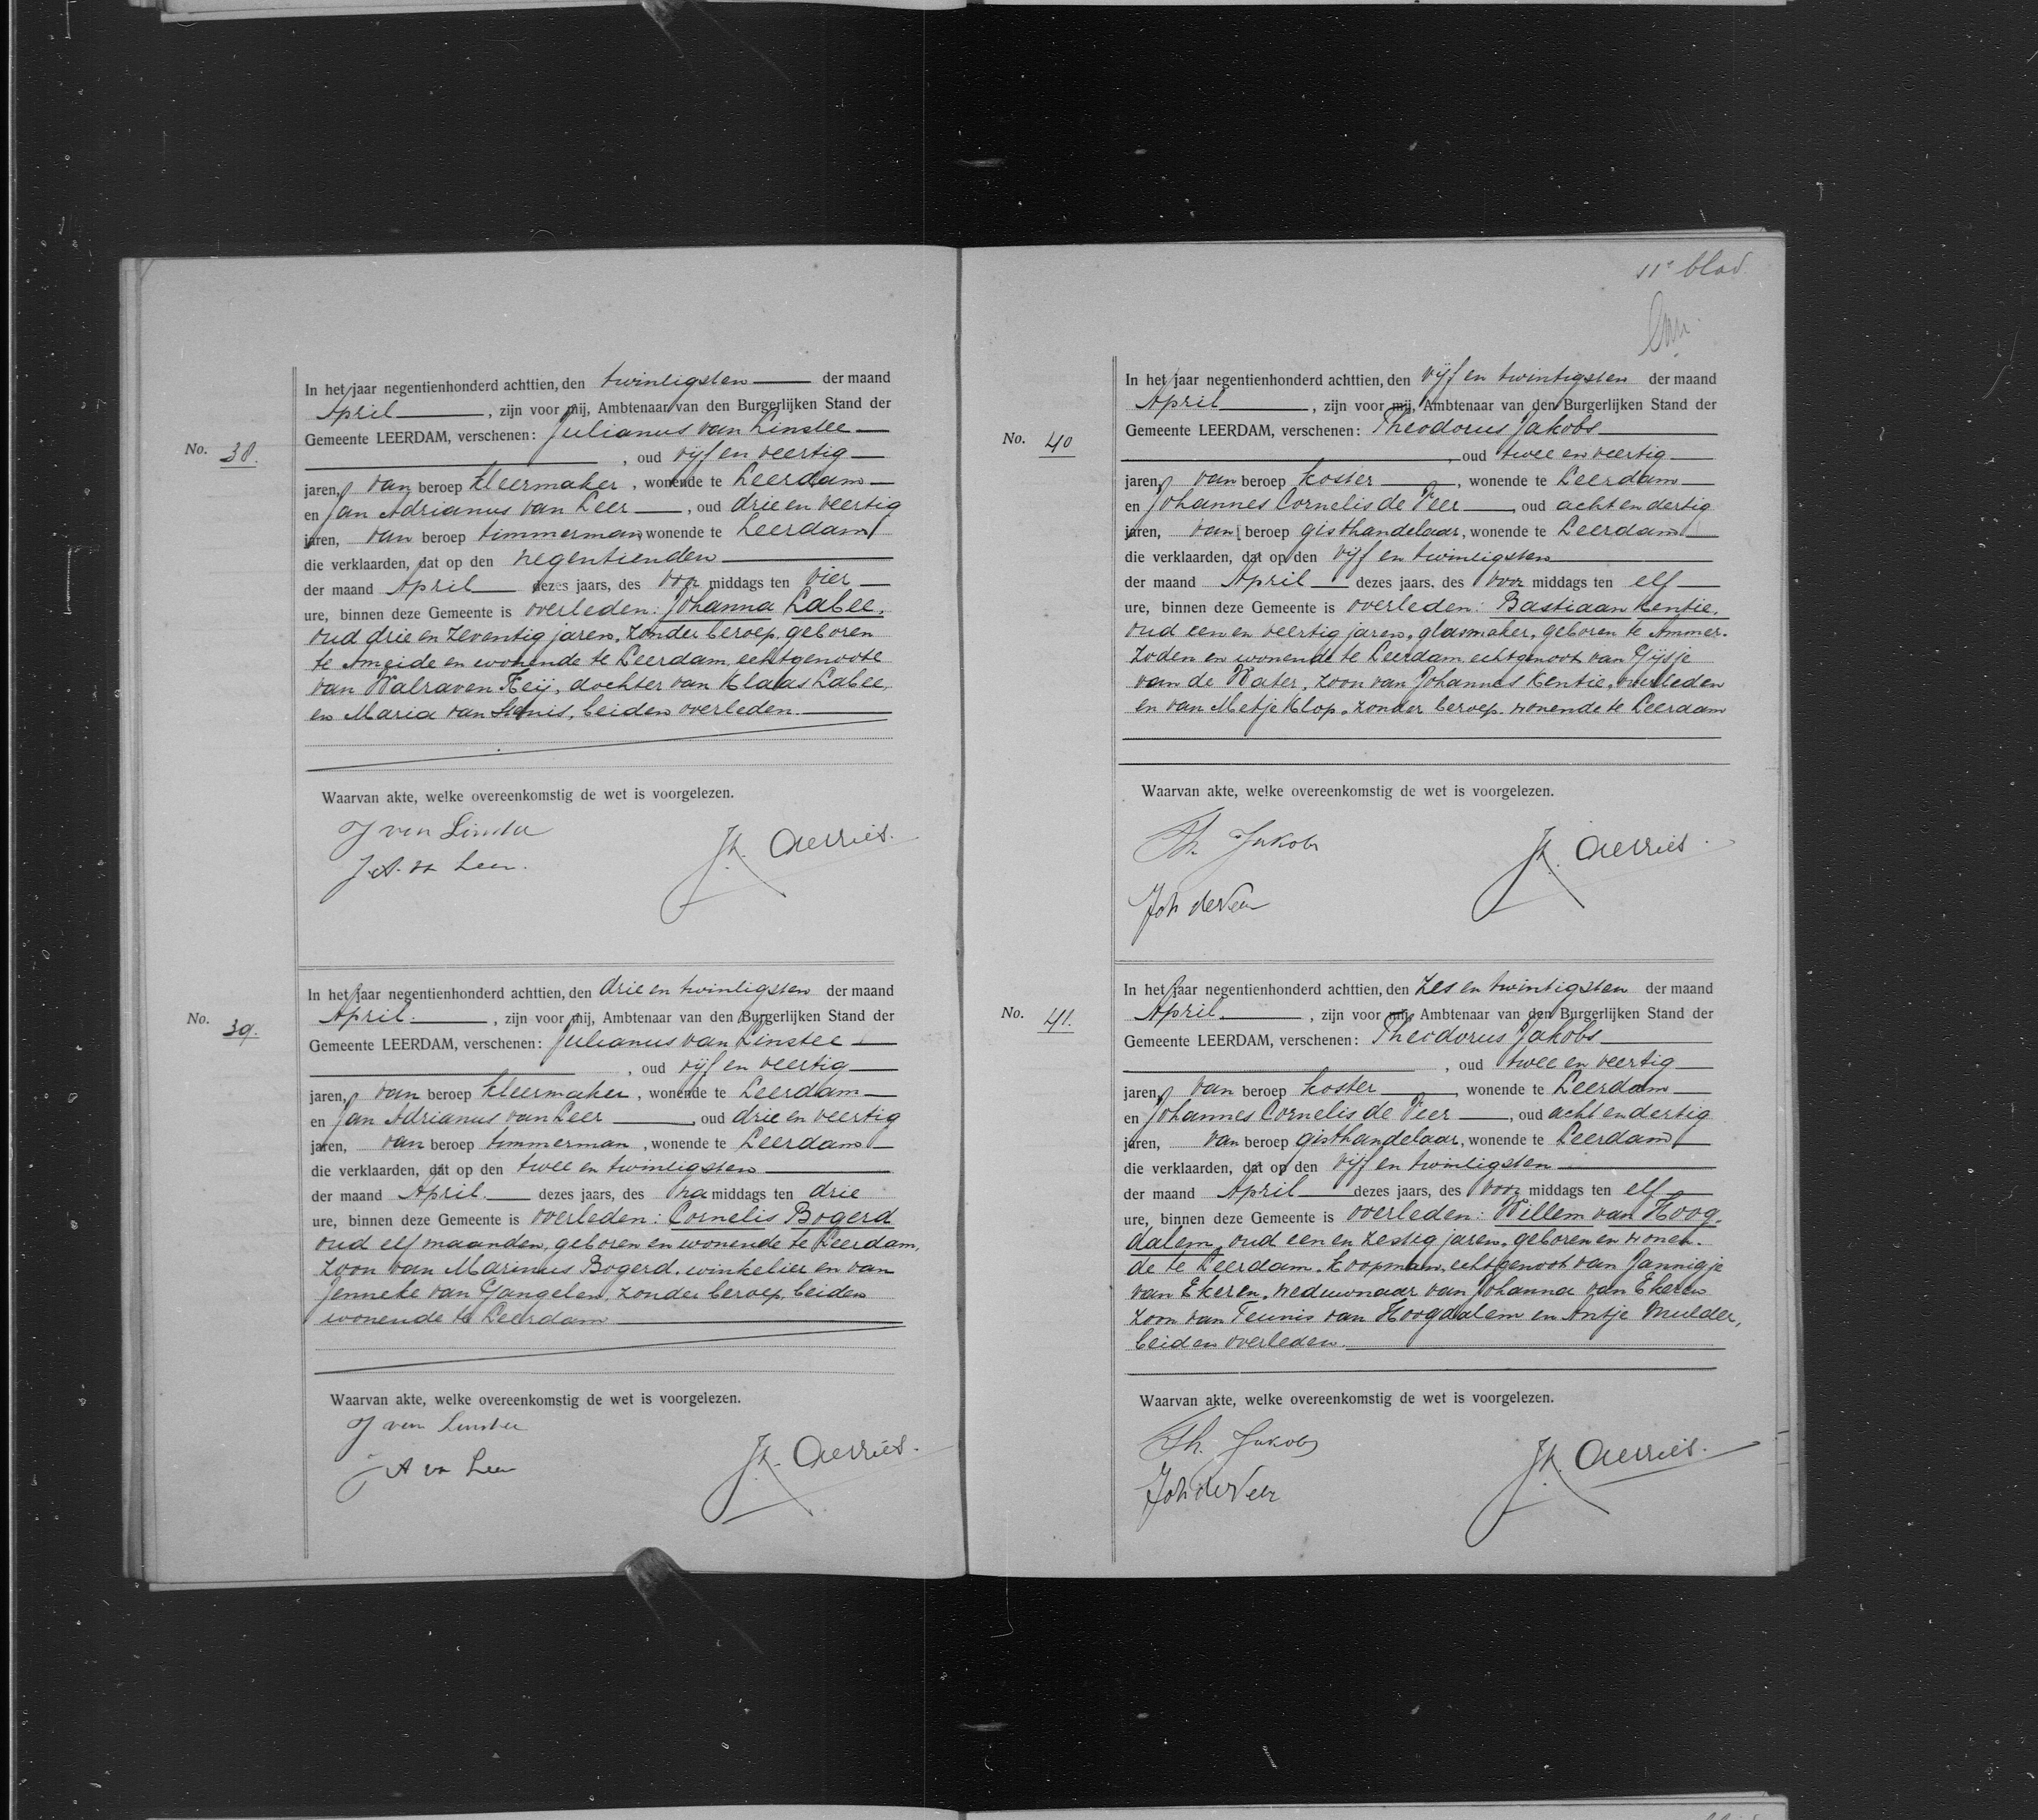 No. 38.
In het jaar negentienhonderd achttien, den twintigsten der maand
April, zijn voor mij, Ambtenaar van den Burgerlijken Stand der
Gemeente LEERDAM, verschenen: Julianus van Linstee
, oud vijf en veertig
jaren, van beroep kleermaker, wonende te Leerdam
en Jan Adrianus van Leer, oud drie en veertig
jaren, van beroep timmerman, wonende te Leerdam
die verklaarden, dat op den negentienden
der maand April dezes jaars, des voor middags ten vier
ure, binnen deze Gemeente is overleden: Johanna Labee,
oud drie en zeventig jaren, zonder beroep, geboren
te Ameide en wonende te Leerdam, echtgenoote
van Walraven Keij, dochter van Klaas Labee,
en Maria van, beiden overleden.
Waarvan akte, welke overeenkomstig de wet is voorgelezen.
J van Linstee
J.A. v Leer.
No. 39.
In het jaar negentienhonderd achttien, den drie en twintigsten der maand
April, zijn voor mij, Ambtenaar van den Burgerlijken Stand der
Gemeente LEERDAM, verschenen: Julianus van Linstee
, oud vijf en veertig
jaren, van beroep kleermaker, wonende te Leerdam
en Jan Adrianus van Leer, oud drie en veertig
jaren, van beroep timmerman, wonende te Leerdam
die verklaarden, dat op den twee en twintigsten
der maand April dezes jaars, des na middags ten drie
ure, binnen deze Gemeente is overleden: Cornelis Bogerd
oud elf maanden, geboren en wonende te Leerdam,
zoon van Marinus Bogerd, winkelier en van
Jenneke van Gangelen, zonder beroep, beiden
wonende te Leerdam
Waarvan akte, welke overeenkomstig de wet is voorgelezen.
J van Linstee
J A v Leer
11e blad
No. 40
In het jaar negentienhonderd achttien, den vijf en twintigsten der maand
April, zijn voor mij, Ambtenaar van den Burgerlijken Stand der
Gemeente LEERDAM, verschenen: Theodorus Jakobs
, oud twee en veertig
jaren, van beroep koster, wonende te Leerdam
en Johannes Cornelis de Veer, oud acht en dertig
jaren, van beroep gisthandelaar, wonende te Leerdam
die verklaarden, dat op den vijf en twintigsten
der maand April dezes jaars, des voor middags ten elf
ure, binnen deze Gemeente is overleden: Bastiaan Kentie,
oud een en veertig jaren, glasmaker, geboren te Ammer-
zoden en wonende te Leerdam, echtgenoot van Gijsje
van de Water, zoon van Johannes Kentie, overleden
en van Metje Klop, zonder beroep, wonende te Leerdam
Waarvan akte, welke overeenkomstig de wet is voorgelezen.
Th. Jakobs
Joh de Veer
No. 41.
In het jaar negentienhonderd achttien, den zes en twintigsten der maand
April, zijn voor mij, Ambtenaar van den Burgerlijken Stand der
Gemeente LEERDAM, verschenen: Theodorus Jakobs
, oud twee en veertig
jaren, van beroep koster, wonende te Leerdam
en Johannes Cornelis de Veer, oud acht en dertig
jaren, van beroep gisthandelaar, wonende te Leerdam
die verklaarden, dat op den vijf en twintigsten
der maand April dezes jaars, des voor middags ten elf
ure, binnen deze Gemeente is overleden: Willem van Hoog-
dalem, oud een en zestig jaren, geboren en wonen-
de te Leerdam, koopman, echtgenoot van Jannigje
van Ekeren, weduwnaar van Johanna van Ekeren
zoon van Teunis van Hoogdalem en Antje Mulder,
beiden overleden.
Waarvan akte, welke overeenkomstig de wet is voorgelezen.
Th. Jakobs
Joh de Veer